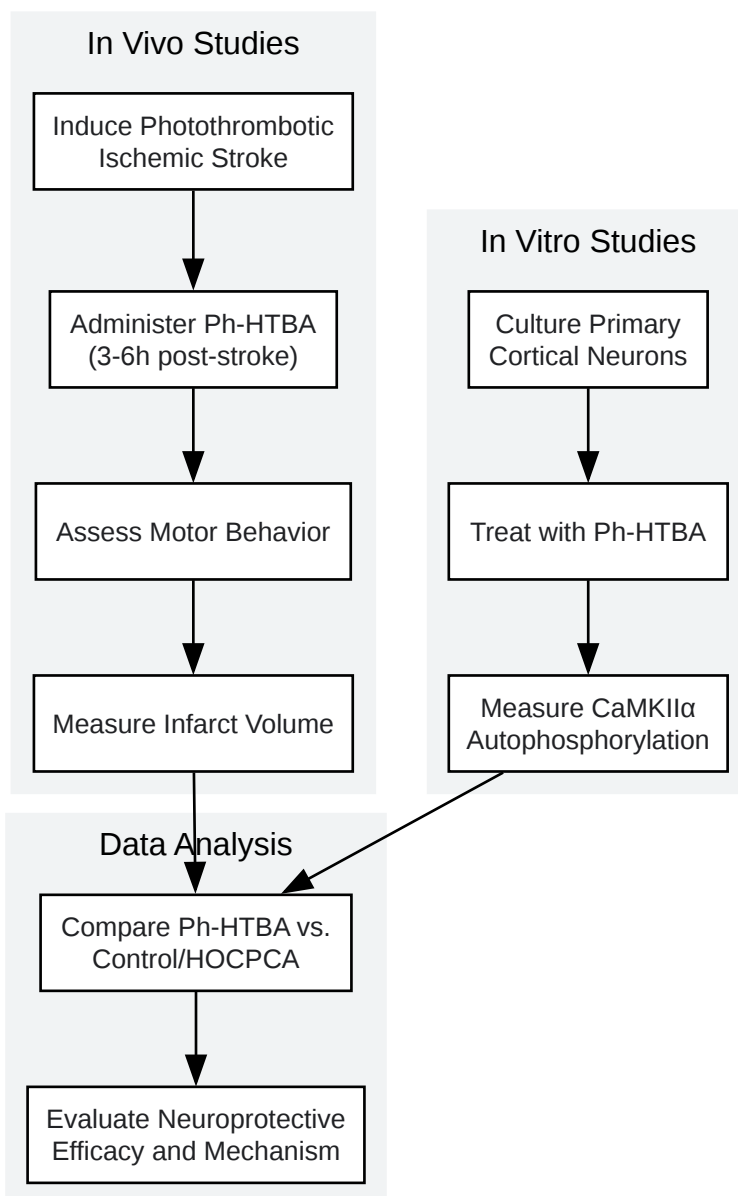 In Vivo Studies
Induce Photothrombotic
Ischemic Stroke
Administer Ph-HTBA
(3-6h post-stroke)
Assess Motor Behavior
Measure Infarct Volume
In Vitro Studies
Culture Primary
Cortical Neurons
Treat with Ph-HTBA
Measure CaMKIIα
Autophosphorylation
Data Analysis
Compare Ph-HTBA vs.
Control/HOCPCA
Evaluate Neuroprotective
Efficacy and Mechanism